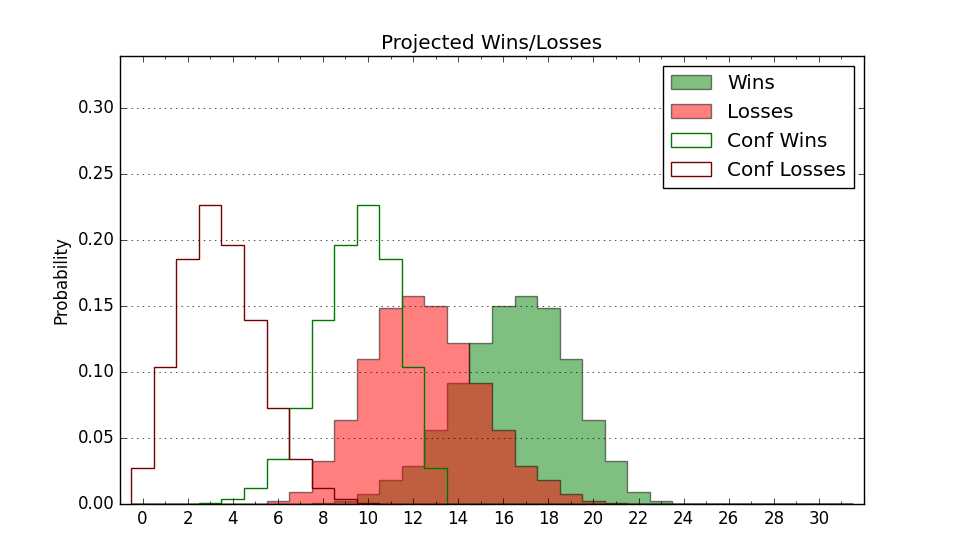 Projected Wins/Losses
Wins
Losses
Conf Wins
Conf Losses
Probability
0.30
0.25
0.20
0.15
0.10
0.05
0.00
0 2 4 6 8 10 12 14 16 18 20 22 24 26 28 30